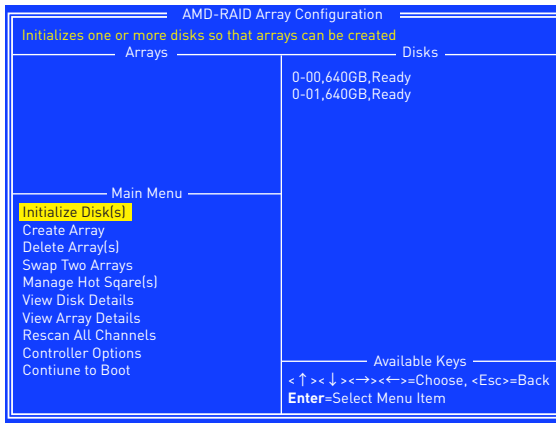 AMD-RAID Array Configuration
Initializes one or more disks so that arrays can be created
Arrays
Disks
0-00,640GB,Ready
0-01,640GB,Ready
Main Menu
Initialize Disk(s)
Create Array
Delete Array(s)
Swap Two Arrays
Manage Hot Sqare(s)
View Disk Details
View Array Details
Rescan All Channels
Controller Options
Contiune to Boot
Available Keys
<↑><↓><→><←>=Choose, <Esc>=Back
Enter=Select Menu Item